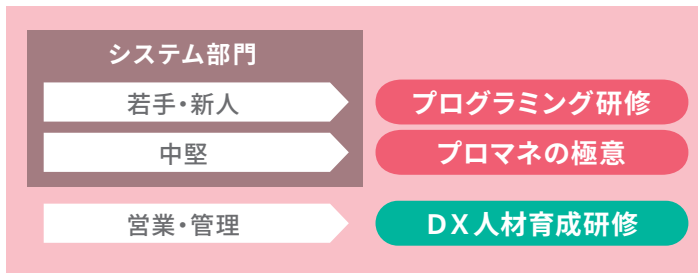 システム部門
若手・新人
プログラミング研修
中堅
プロマネの極意
営業・管理
DX人材育成研修